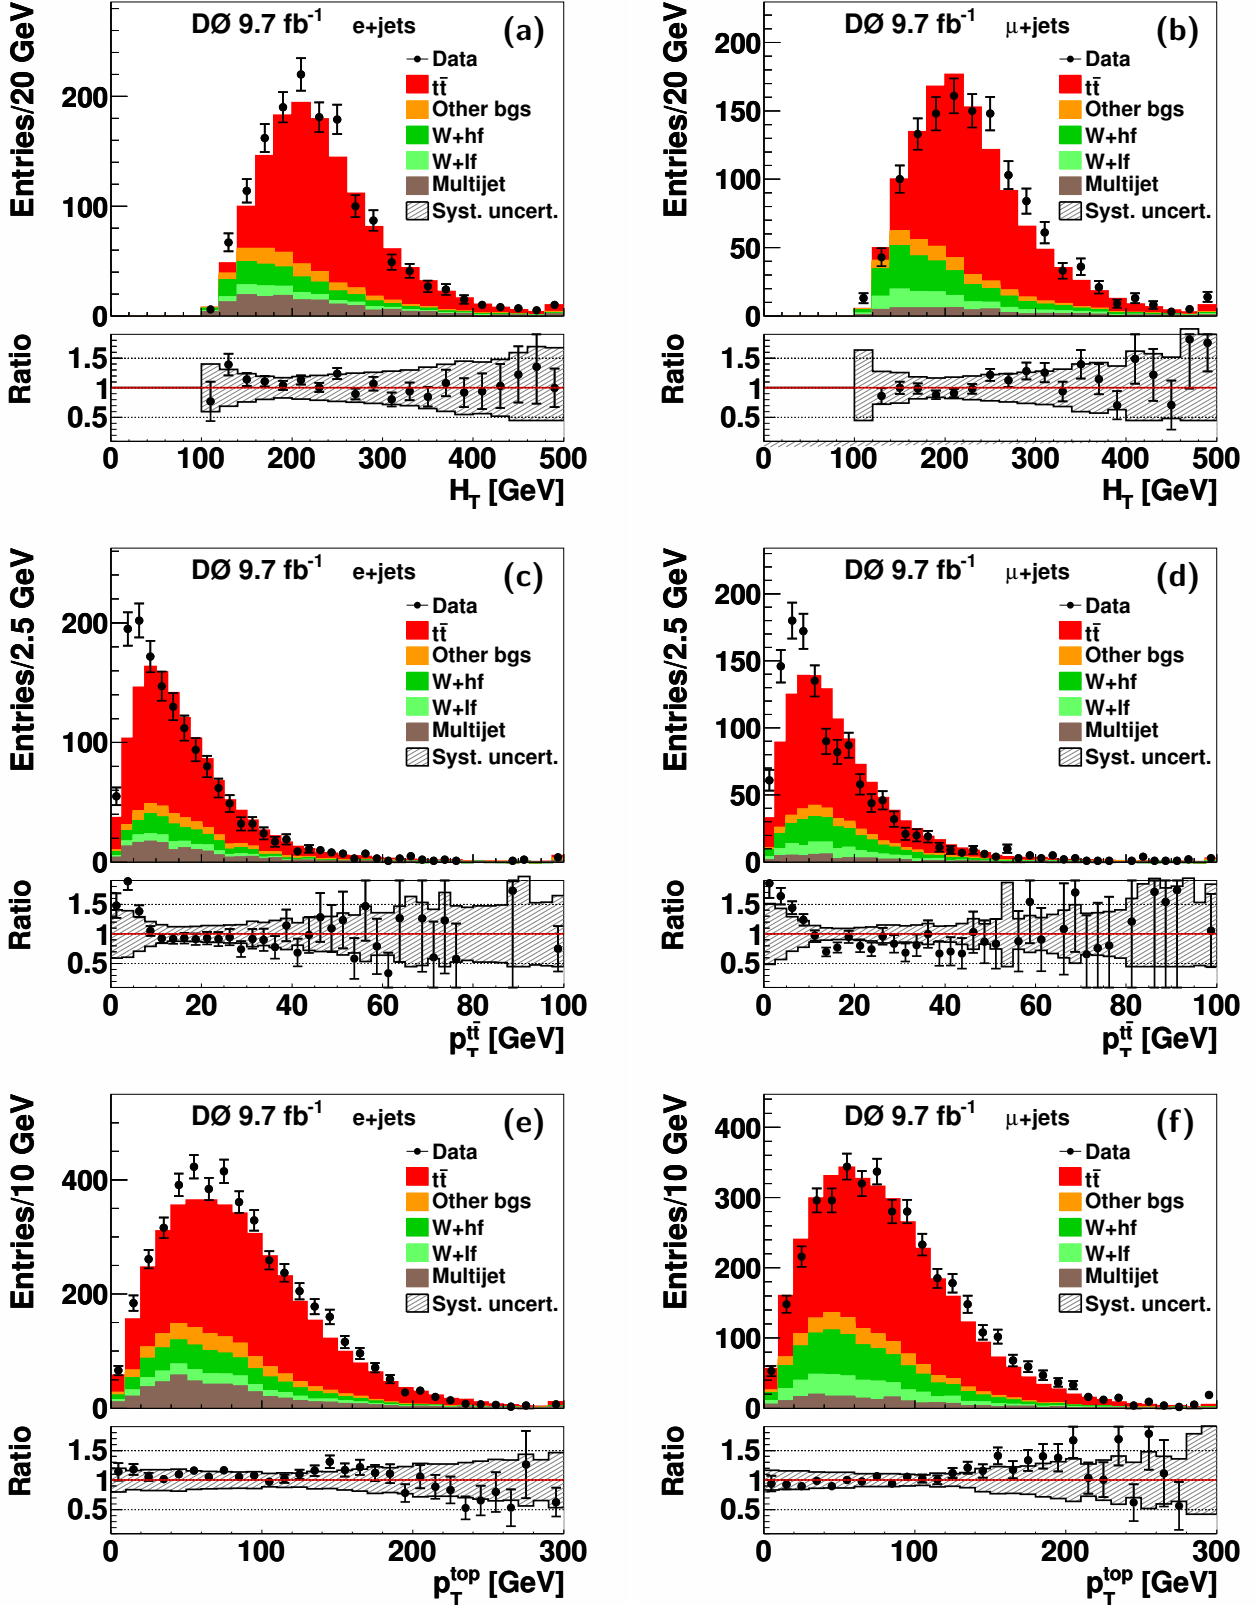 DØ 9.7 fb-1 e+jets (a)
Entries/20 GeV
Data
tt̄
Other bgs
W+hf
W+lf
Multijet
Syst. uncert.
200
100
0
Ratio
1.5
1
0.5
0 100 200 300 400 500
H_T [GeV]
DØ 9.7 fb-1 μ+jets (b)
Entries/20 GeV
Data
tt̄
Other bgs
W+hf
W+lf
Multijet
Syst. uncert.
200
150
100
50
0
Ratio
1.5
1
0.5
0 100 200 300 400 500
H_T [GeV]
DØ 9.7 fb-1 e+jets (c)
Entries/2.5 GeV
Data
tt̄
Other bgs
W+hf
W+lf
Multijet
Syst. uncert.
200
100
0
Ratio
1.5
1
0.5
0 20 40 60 80 100
p_T^tt̄ [GeV]
DØ 9.7 fb-1 μ+jets (d)
Entries/2.5 GeV
Data
tt̄
Other bgs
W+hf
W+lf
Multijet
Syst. uncert.
200
150
100
50
0
Ratio
1.5
1
0.5
0 20 40 60 80 100
p_T^tt̄ [GeV]
DØ 9.7 fb-1 e+jets (e)
Entries/10 GeV
Data
tt̄
Other bgs
W+hf
W+lf
Multijet
Syst. uncert.
400
200
0
Ratio
1.5
1
0.5
0 100 200 300
p_T^top [GeV]
DØ 9.7 fb-1 μ+jets (f)
Entries/10 GeV
Data
tt̄
Other bgs
W+hf
W+lf
Multijet
Syst. uncert.
400
300
200
100
0
Ratio
1.5
1
0.5
0 100 200 300
p_T^top [GeV]